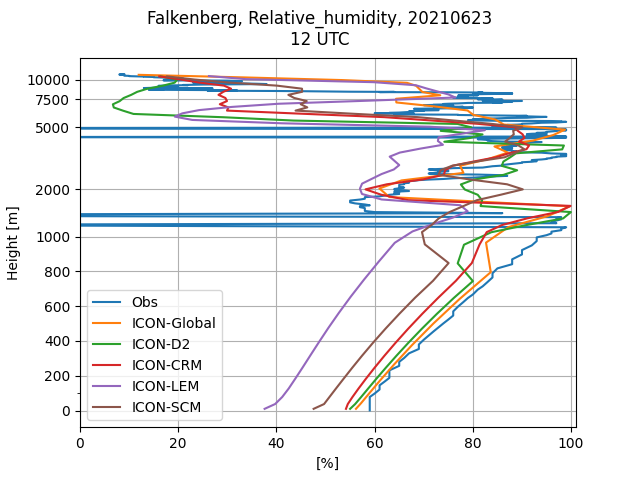 Falkenberg, Relative_humidity, 20210623
12 UTC
10000
7500
5000
2000
1000
800
600
400
200
0
Height [m]
Obs
ICON-Global
ICON-D2
ICON-CRM
ICON-LEM
ICON-SCM
0 20 40 60 80 100
[%]